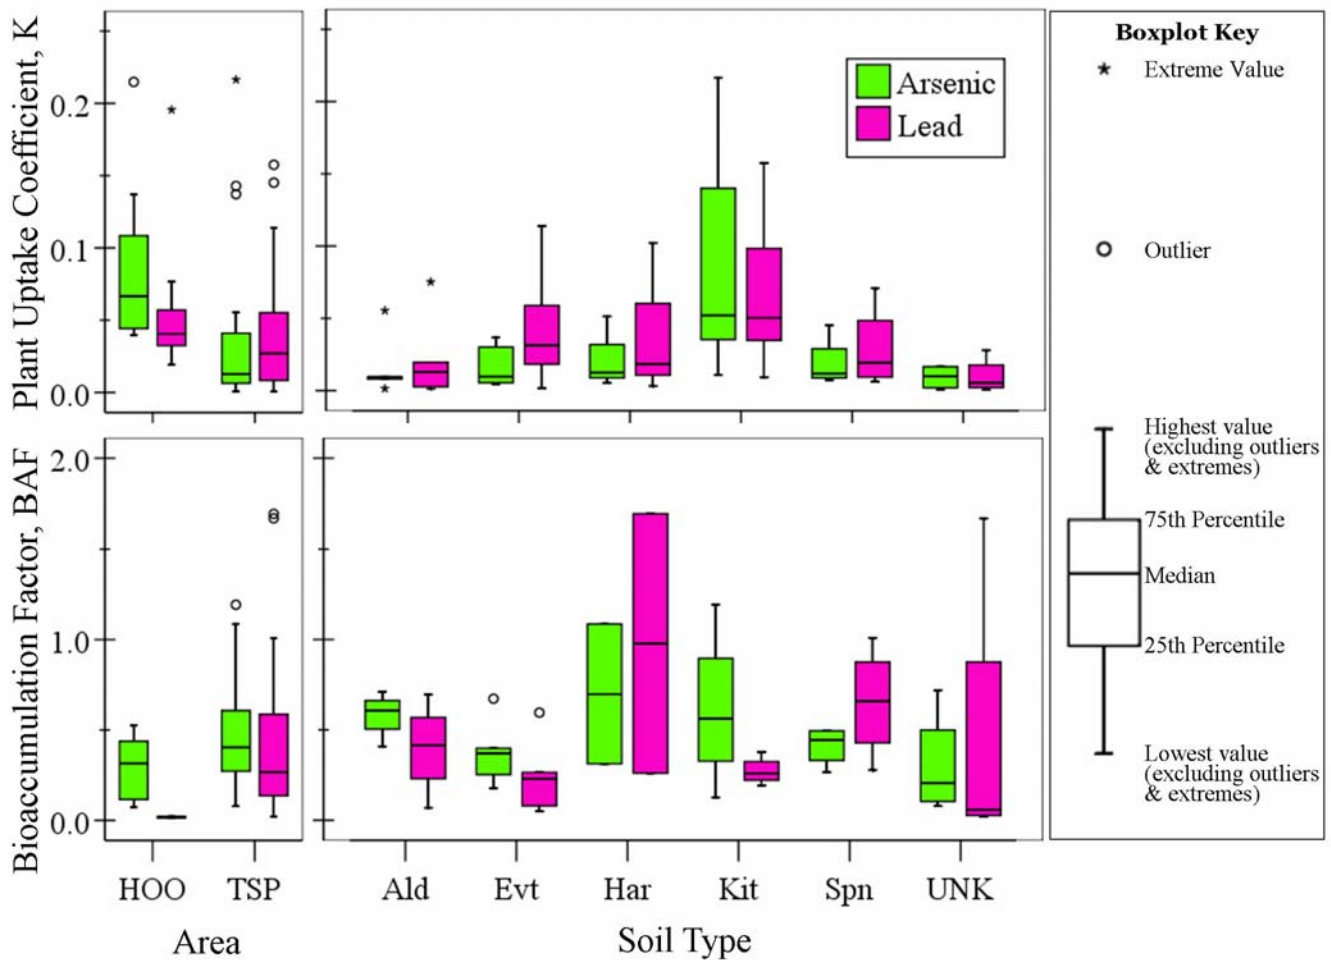 Plant Uptake Coefficient, K
0.2
0.1
0.0
Arsenic
Lead
Boxplot Key
Extreme Value
Outlier
Highest value
(excluding outliers
& extremes)
75th Percentile
Median
25th Percentile
Lowest value
(excluding outliers
& extremes)
Bioaccumulation Factor, BAF
2.0
1.0
0.0
HOO TSP Ald Evt Har Kit Spn UNK
Area Soil Type